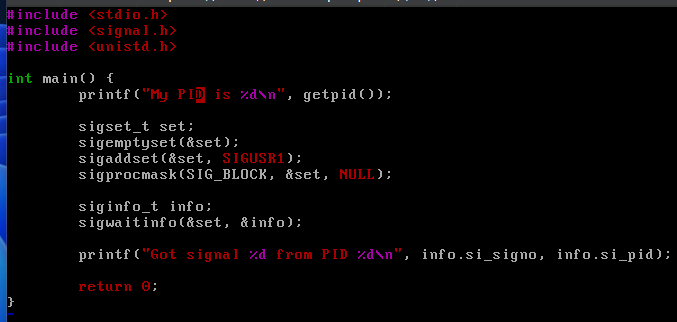 #include <stdio.h>
#include <signal.h>
#include <unistd.h>
int main() {
printf("My PID is %d\n", getpid());
sigset_t set;
sigemptyset(&set);
sigaddset(&set, SIGUSR1);
sigprocmask(SIG_BLOCK, &set, NULL);
siginfo_t info;
sigwaitinfo(&set, &info);
printf("Got signal %d from PID %d\n", info.si_signo, info.si_pid);
return 0;
}